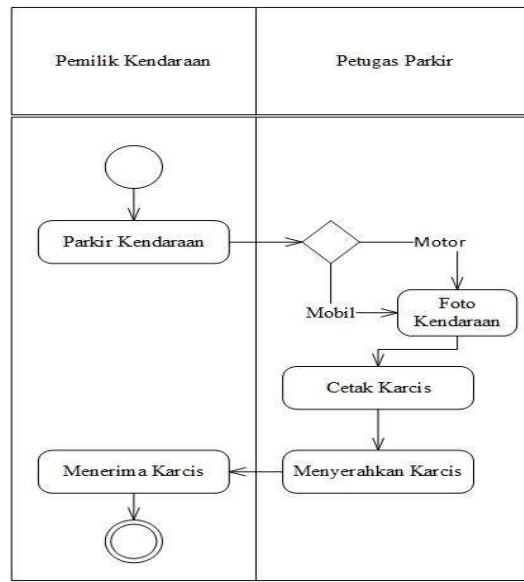 Pemilik Kendaraan
Petugas Parkir
Parkir Kendaraan
Motor
Mobil
Foto
Kendaraan
Cetak Karcis
Menerima Karcis
Menyerahkan Karcis